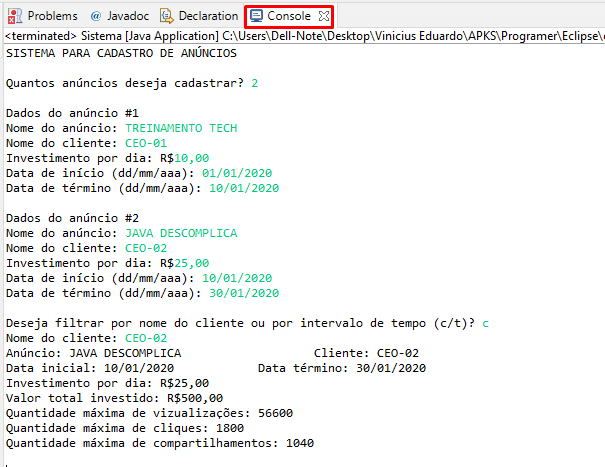 Problems @ Javadoc Declaration Console
<terminated> Sistema [Java Application] C:\Users\Dell-Note\Desktop\Vinicius Eduardo\APKS\Programer\Eclipse\
SISTEMA PARA CADASTRO DE ANÚNCIOS
Quantos anúncios deseja cadastrar? 2
Dados do anúncio #1
Nome do anúncio: TREINAMENTO TECH
Nome do cliente: CEO-01
Investimento por dia: R$10,00
Data de início (dd/mm/aaa): 01/01/2020
Data de término (dd/mm/aaa): 10/01/2020
Dados do anúncio #2
Nome do anúncio: JAVA DESCOMPLICA
Nome do cliente: CEO-02
Investimento por dia: R$25,00
Data de início (dd/mm/aaa): 10/01/2020
Data de término (dd/mm/aaa): 30/01/2020
Deseja filtrar por nome do cliente ou por intervalo de tempo (c/t)? c
Nome do cliente: CEO-02
Anúncio: JAVA DESCOMPLICA Cliente: CEO-02
Data inicial: 10/01/2020 Data término: 30/01/2020
Investimento por dia: R$25,00
Valor total investido: R$500,00
Quantidade máxima de vizualizações: 56600
Quantidade máxima de cliques: 1800
Quantidade máxima de compartilhamentos: 1040